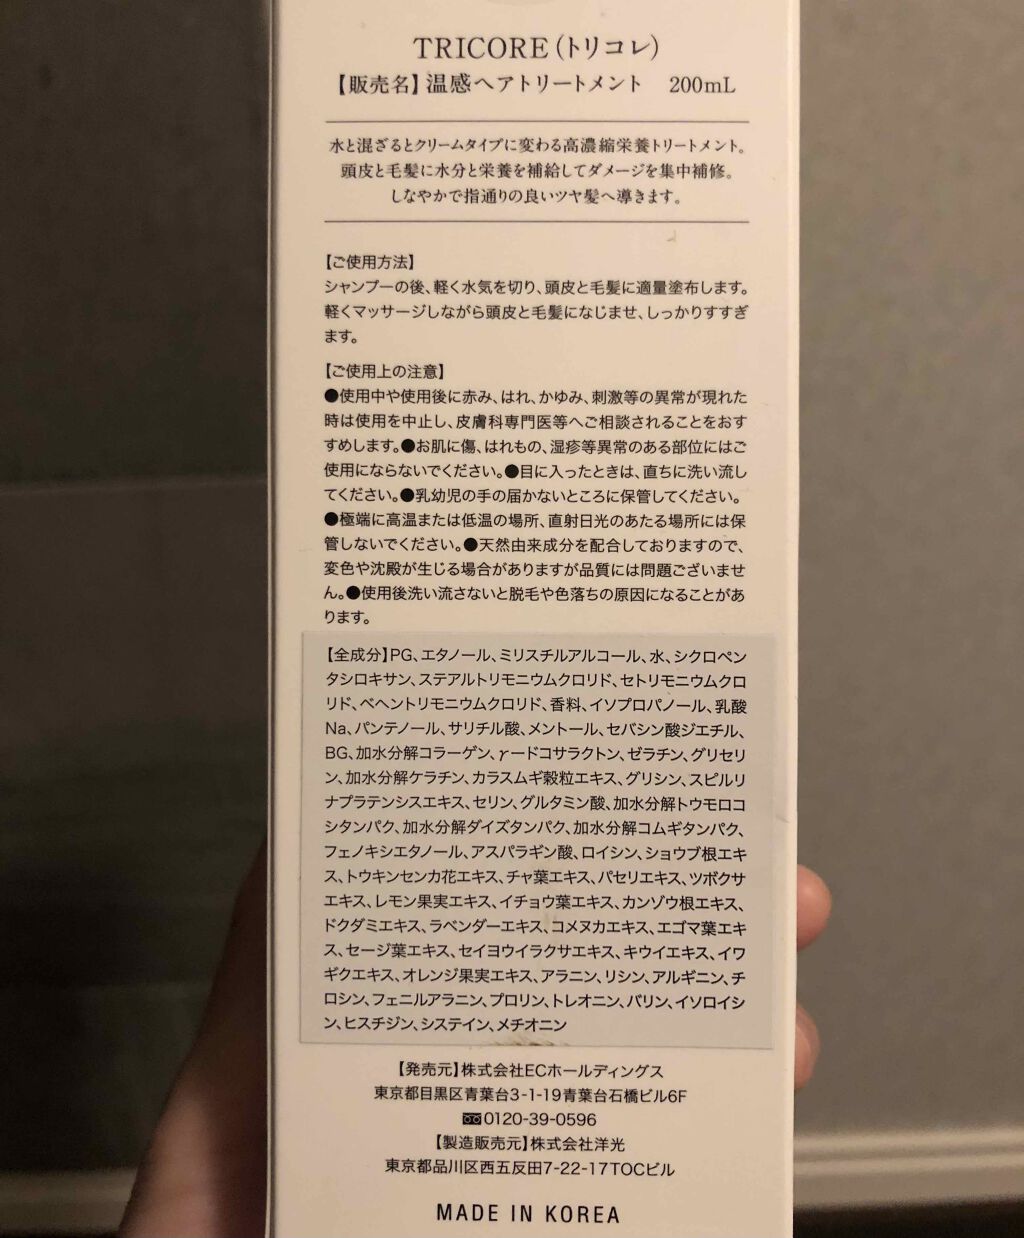 TRICORE(トリコレ)
【販売名】温感ヘアトリートメント 200mL
水と混ざるとクリームタイプに変わる高濃縮栄養トリートメント。
頭皮と毛髪に水分と栄養を補給してダメージを集中補修。
しなやかで指通りの良いツヤ髪へ導きます。
【ご使用方法】
シャンプーの後、軽く水気を切り、頭皮と毛髪に適量塗布します。
軽くマッサージしながら頭皮と毛髪になじませ、しっかりすすぎ
ます。
【ご使用上の注意】
●使用中や使用後に赤み、はれ、かゆみ、刺激等の異常が現れた
時は使用を中止し、皮膚科専門医等へご相談されることをおす
すめします。●お肌に傷、はれもの、湿疹等異常のある部位にはご
使用にならないでください。●目に入ったときは、直ちに洗い流し
てください。●乳幼児の手の届かないところに保管してください。
●極端に高温または低温の場所、直射日光のあたる場所には保
管しないでください。●天然由来成分を配合しておりますので、
変色や沈殿が生じる場合がありますが品質には問題ございませ
ん。●使用後洗い流さないと脱毛や色落ちの原因になることがあ
ります。
【全成分】PG、エタノール、ミリスチルアルコール、水、シクロペン
タシロキサン、ステアルトリモニウムクロリド、セトリモニウムクロ
リド、ベヘントリモニウムクロリド、香料、イソプロパノール、乳酸
Na、パンテノール、サリチル酸、メントール、セバシン酸ジエチル、
BG、加水分解コラーゲン、γードコサラクトン、ゼラチン、グリセリ
ン、加水分解ケラチン、カラスムギ穀粒エキス、グリシン、スピルリ
ナプラテンシスエキス、セリン、グルタミン酸、加水分解トウモロコ
シタンパク、加水分解ダイズタンパク、加水分解コムギタンパク、
フェノキシエタノール、アスパラギン酸、ロイシン、ショウブ根エキ
ス、トウキンセンカ花エキス、チャ葉エキス、パセリエキス、ツボクサ
エキス、レモン果実エキス、イチョウ葉エキス、カンゾウ根エキス、
ドクダミエキス、ラベンダーエキス、コメヌカエキス、エゴマ葉エキ
ス、セージ葉エキス、セイヨウイラクサエキス、キウイエキス、イワ
ギクエキス、オレンジ果実エキス、アラニン、リシン、アルギニン、チ
ロシン、フェニルアラニン、プロリン、トレオニン、バリン、イソロイシ
ン、ヒスチジン、システイン、メチオニン
【発売元】株式会社ECホールディングス
東京都目黒区青葉台3-1-19青葉台石橋ビル6F
0120-39-0596
【製造販売元】株式会社洋光
東京都品川区西五反田7-22-17TOCビル
MADE IN KOREA